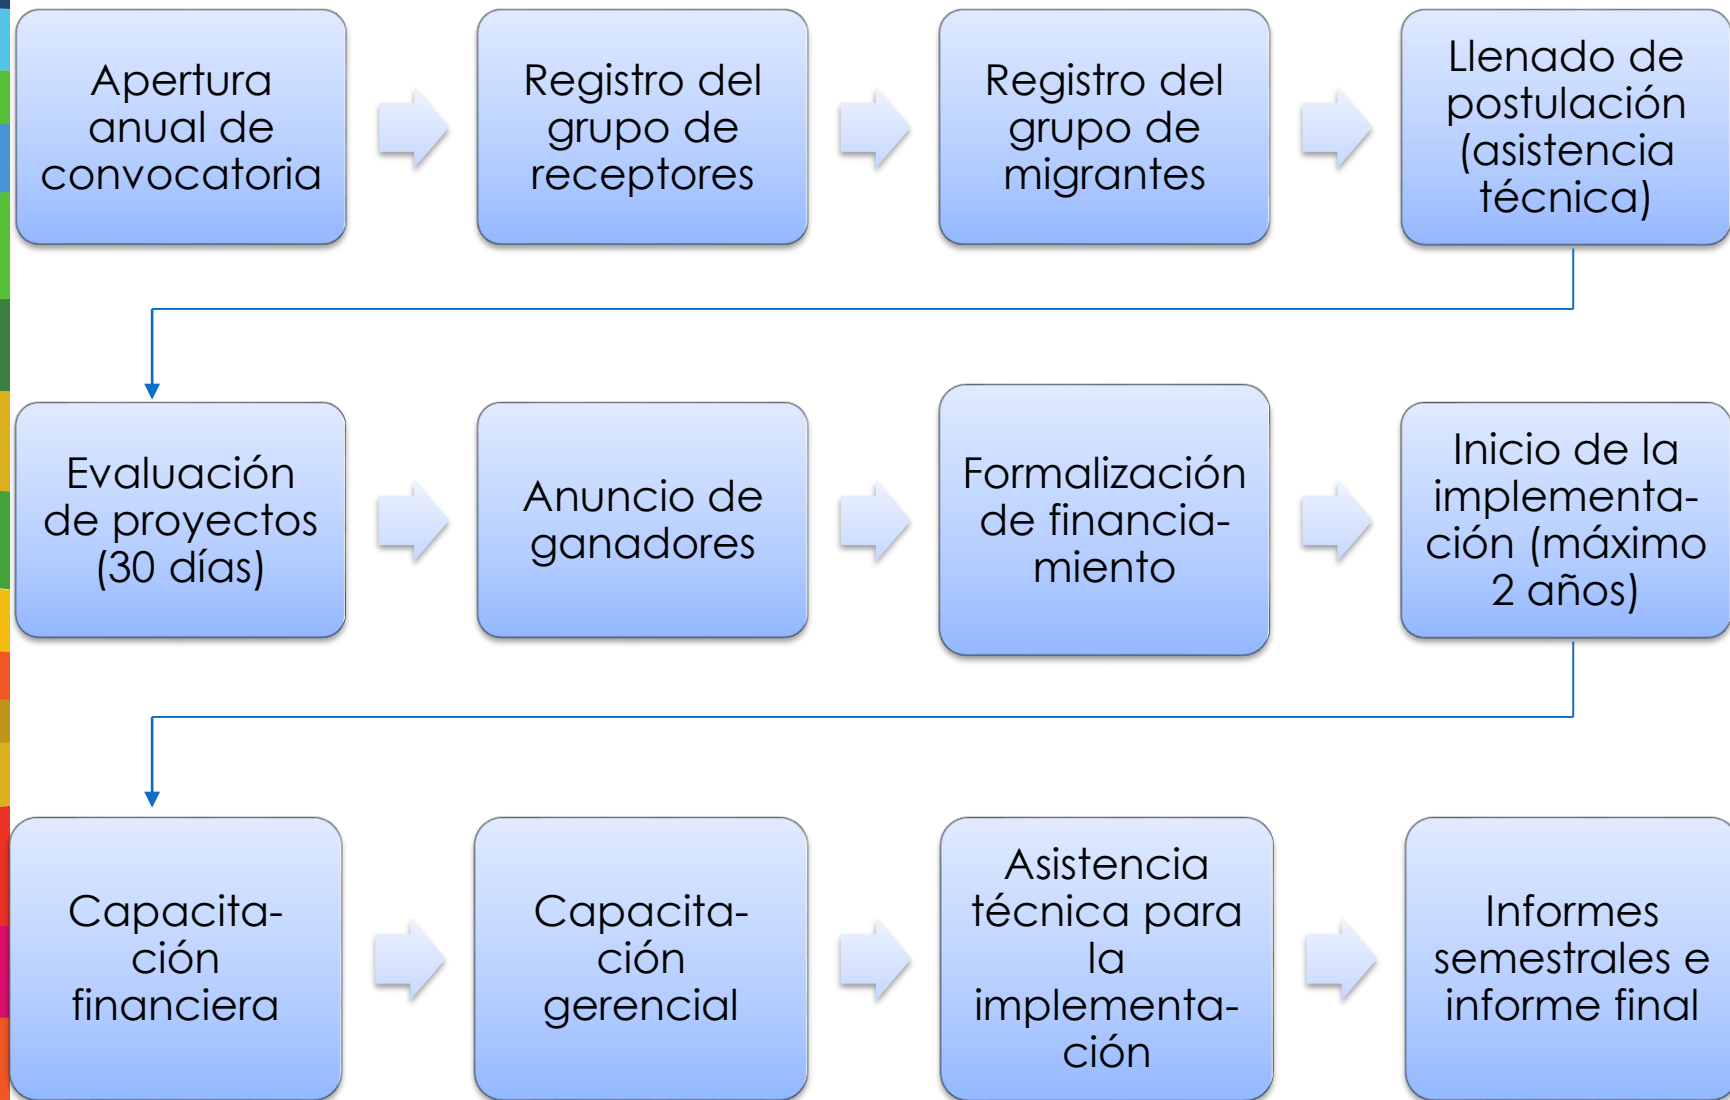 Apertura
anual de
convocatoria
Registro del
grupo de
receptores
Registro del
grupo de
migrantes
Llenado de
postulación
(asistencia
técnica)
Evaluación
de proyectos
(30 días)
Anuncio de
ganadores
Formalización
de financia-
miento
Inicio de la
implementa-
ción (máximo
2 años)
Capacita-
ción
financiera
Capacita-
ción
gerencial
Asistencia
técnica para
la
implementa-
ción
Informes
semestrales e
informe final